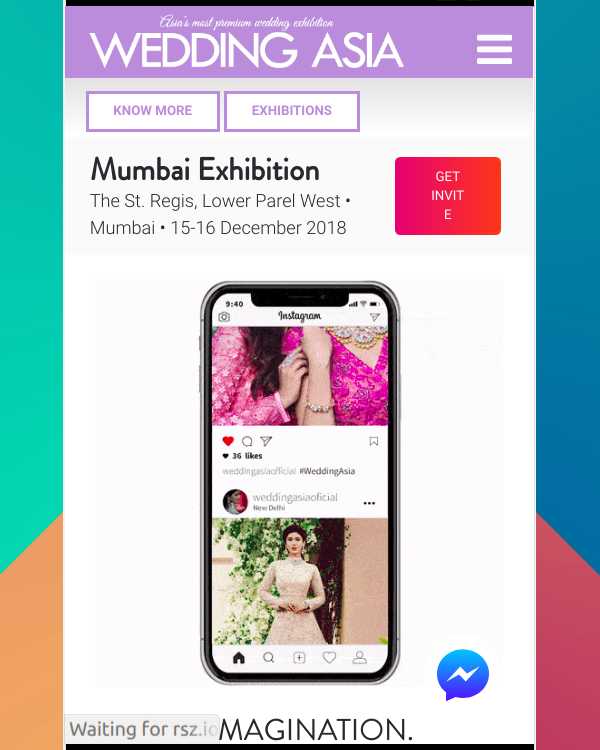 Asia's most premium wedding exhibition
WEDDING ASIA
KNOW MORE
EXHIBITIONS
Mumbai Exhibition
The St. Regis, Lower Parel West •
Mumbai • 15-16 December 2018
GET
INVIT
E
9:40
Instagram
36 likes
weddingasiaofficial #WeddingAsia
weddingasiaoficial
New Delhi
Waiting for rsz.io
MAGINATION.